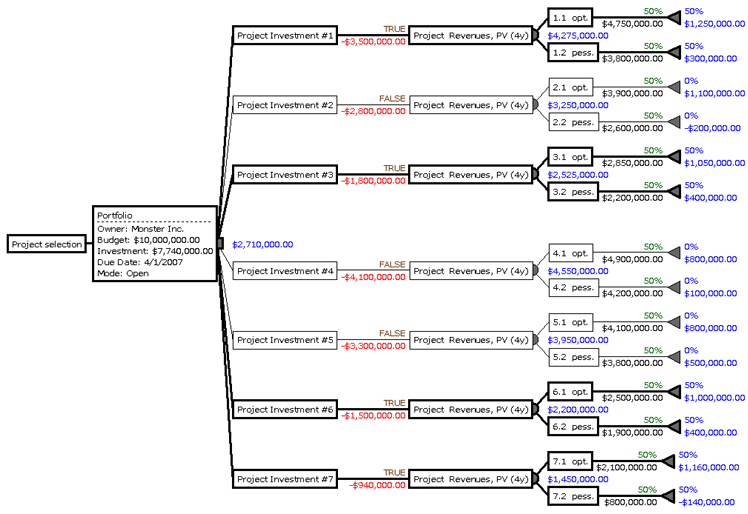 Project selection
Portfolio
Owner: Monster Inc.
Budget: $10,000,000.00
Investment: $7,740,000.00
Due Date: 4/1/2007
Mode: Open
$2,710,000.00
Project Investment #1
TRUE
-$3,500,000.00
Project Revenues, PV (4y)
$4,275,000.00
1.1 opt.
50%
$4,750,000.00
50%
$1,250,000.00
1.2 pess.
50%
$3,800,000.00
50%
$300,000.00
Project Investment #2
FALSE
-$2,800,000.00
Project Revenues, PV (4y)
$3,250,000.00
2.1 opt.
50%
$3,900,000.00
0%
$1,100,000.00
2.2 pess.
50%
$2,600,000.00
0%
-$200,000.00
Project Investment #3
TRUE
-$1,800,000.00
Project Revenues, PV (4y)
$2,525,000.00
3.1 opt.
50%
$2,850,000.00
50%
$1,050,000.00
3.2 pess.
50%
$2,200,000.00
50%
$400,000.00
Project Investment #4
FALSE
-$4,100,000.00
Project Revenues, PV (4y)
$4,550,000.00
4.1 opt.
50%
$4,900,000.00
0%
$800,000.00
4.2 pess.
50%
$4,200,000.00
0%
$100,000.00
Project Investment #5
FALSE
-$3,300,000.00
Project Revenues, PV (4y)
$3,950,000.00
5.1 opt.
50%
$4,100,000.00
0%
$800,000.00
5.2 pess.
50%
$3,800,000.00
0%
$500,000.00
Project Investment #6
TRUE
-$1,500,000.00
Project Revenues, PV (4y)
$2,200,000.00
6.1 opt.
50%
$2,500,000.00
50%
$1,000,000.00
6.2 pess.
50%
$1,900,000.00
50%
$400,000.00
Project Investment #7
TRUE
-$940,000.00
Project Revenues, PV (4y)
$1,450,000.00
7.1 opt.
50%
$2,100,000.00
50%
$1,160,000.00
7.2 pess.
50%
$800,000.00
50%
-$140,000.00